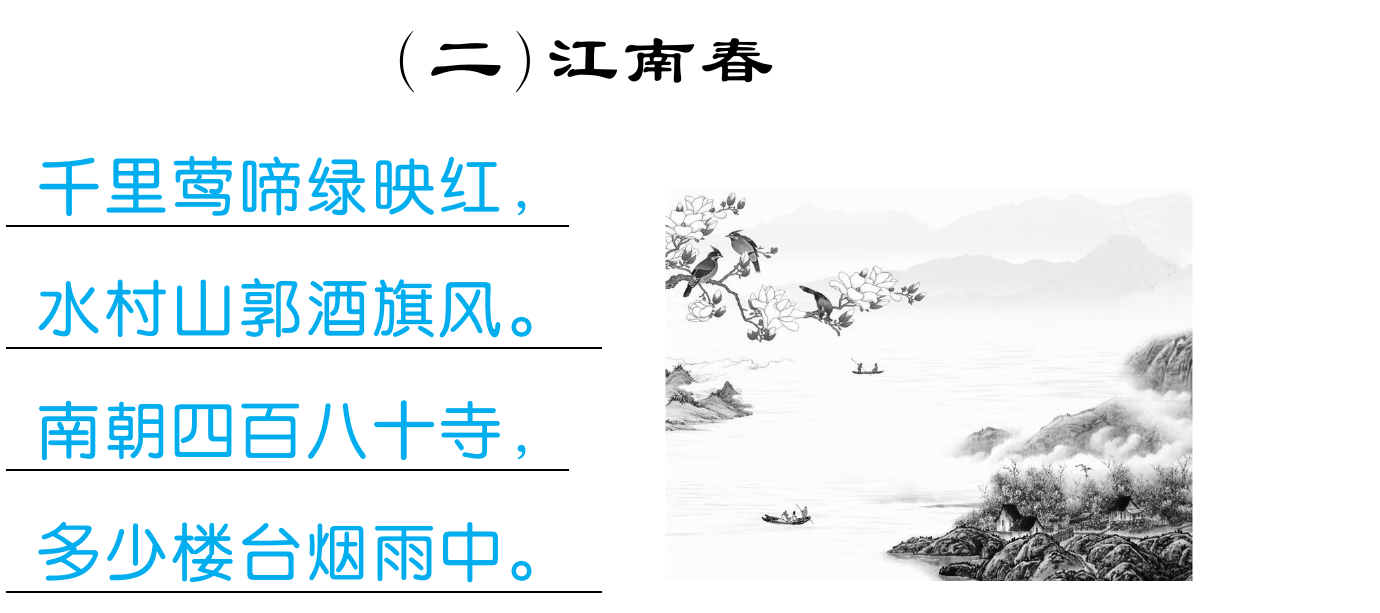 （二）江南春
千里莺啼绿映红，
水村山郭酒旗风。
南朝四百八十寺，
多少楼台烟雨中。